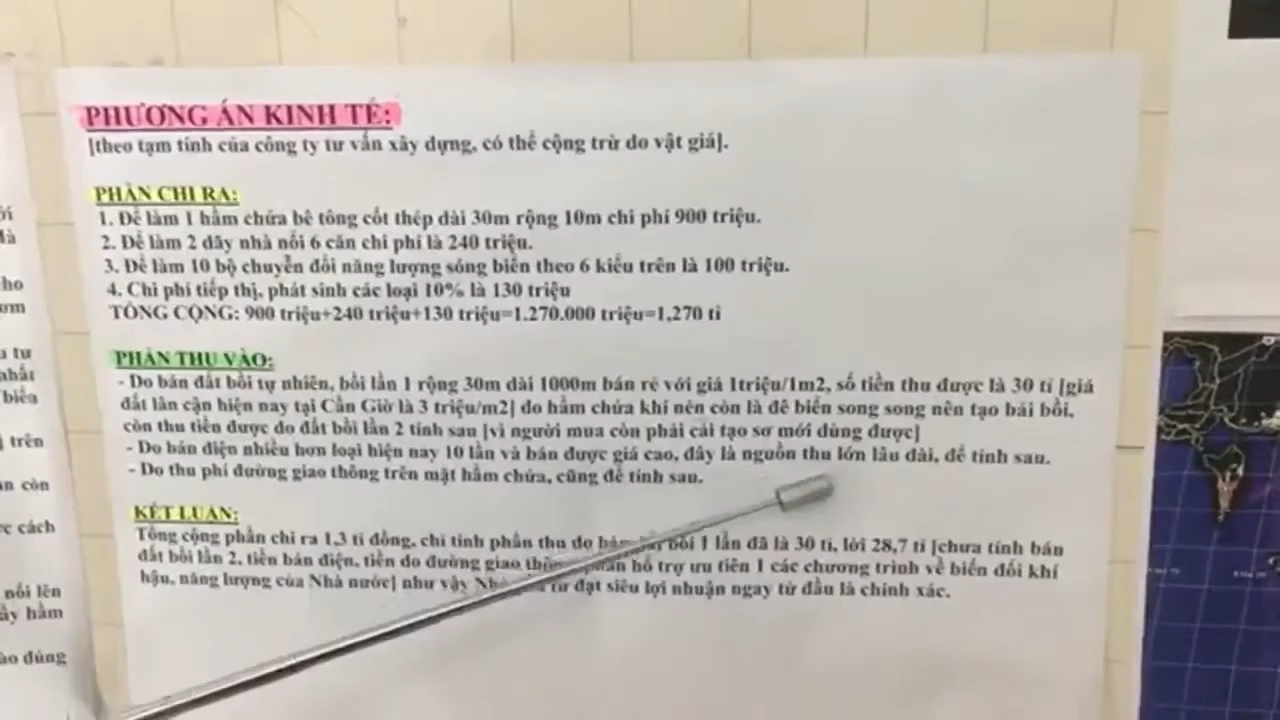 PHƯƠNG ÁN KINH TẾ:
[theo tạm tính của công ty tư vấn xây dựng, có thể cộng trừ do vật giá].
PHẦN CHI RA:
1. Để làm 1 hầm chứa bê tông cốt thép dài 30m rộng 10m chi phí 900 triệu.
2. Để làm 2 dãy nhà nổi 6 căn chi phí là 240 triệu.
3. Để làm 10 bộ chuyển đổi năng lượng sóng biển theo 6 kiểu trên là 100 triệu.
4. Chi phí tiếp thị, phát sinh các loại 10% là 130 triệu
TỔNG CỘNG: 900 triệu+240 triệu+130 triệu=1.270.000 triệu=1,270 tỉ
PHẦN THU VÀO:
- Do bán đất bồi tự nhiên, bồi lần 1 rộng 30m dài 1000m bán rẻ với giá 1triệu/1m2, số tiền thu được là 30 tỉ [giá
đất lân cận hiện nay tại Cần Giờ là 3 triệu/m2] do hầm chứa khí nén còn là đê biển song song nên tạo bãi bồi,
còn thu tiền được do đất bồi lần 2 tính sau [vì người mua còn phải cải tạo sơ mới dùng được]
- Do bán điện nhiều hơn loại hiện nay 10 lần và bán được giá cao, đây là nguồn thu lớn lâu dài, để tính sau.
- Do thu phí đường giao thông trên mặt hầm chứa, cũng để tính sau.
KẾT LUẬN:
Tổng cộng phần chi ra 1,3 tỉ đồng, chỉ tính phần thu do bán bồi 1 lần đã là 30 tỉ, lời 28,7 tỉ [chưa tính bán
đất bồi lần 2, tiền bán điện, tiền do đường giao hỗ trợ ưu tiên 1 các chương trình về biến đổi khí
hậu, năng lượng của Nhà nước] như vậy đạt siêu lợi nhuận ngay từ đầu là chính xác.
ho
trên
ın còn
cách
nổi lên
hầm
đúng